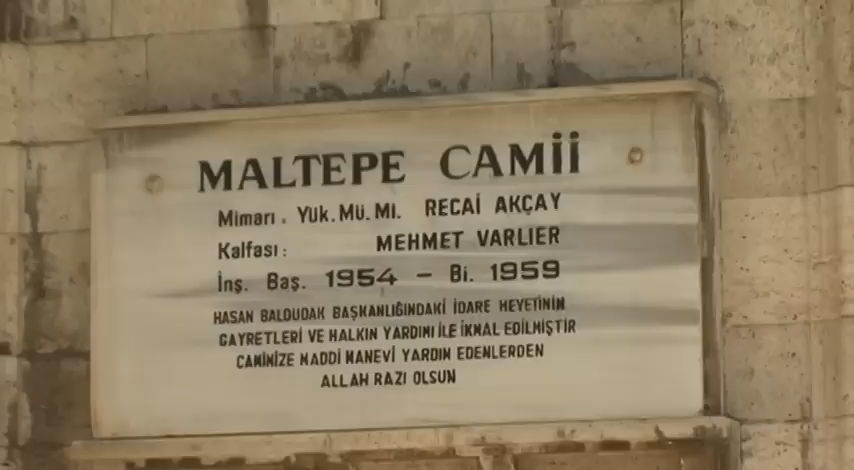 MALTEPE CAMİİ
Mimarı : Yük. Mü. Mi. RECAİ AKÇAY
Kalfası : MEHMET VARLIER
İnş. Baş. 1954 – Bi. 1959
HASAN BALOUDAK BAŞKANLIĞINDAKİ İDARE HEYETİNİN
GAYRETLERİ VE HALKIN YARDIMI İLE İKMAL EDİLMİŞTİR
CAMİNİZE MADDİ MANEVİ YARDIN EDENLERDEN
ALLAH RAZI OLSUN